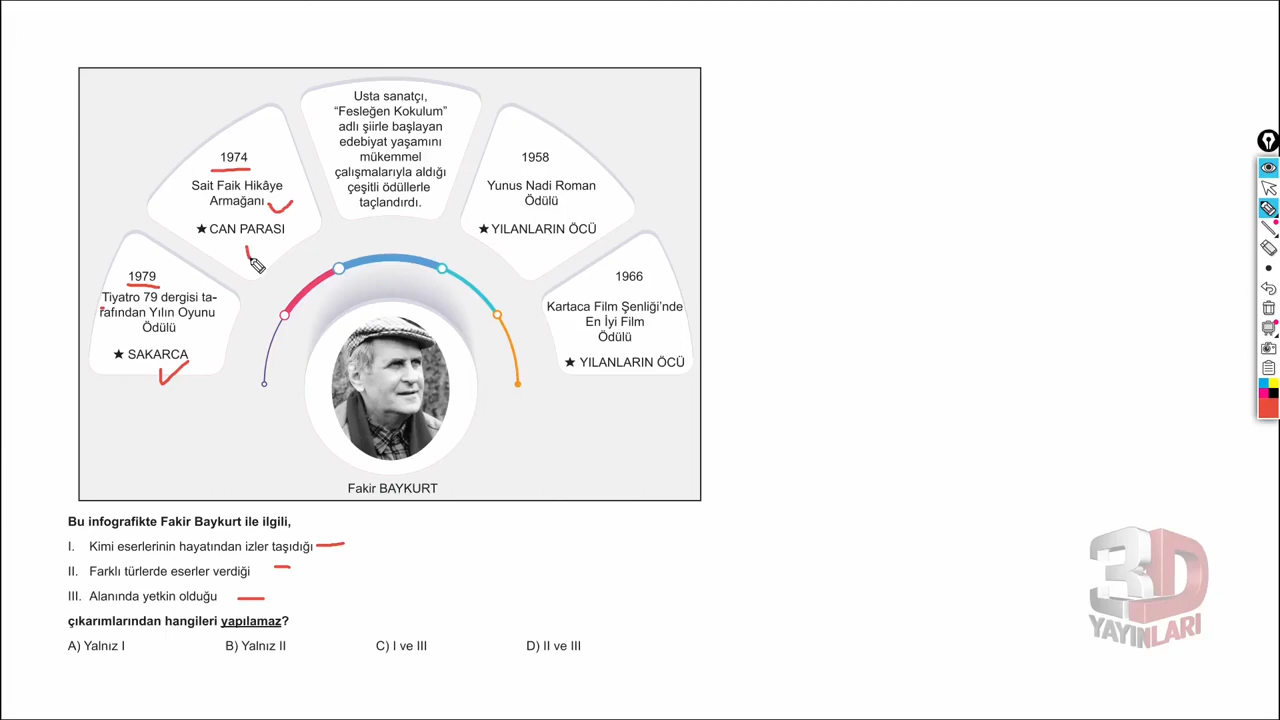 Usta sanatçı,
“Fesleğen Kokulum”
adlı şiirle başlayan
edebiyat yaşamını
mükemmel
çalışmalarıyla aldığı
çeşitli ödüllerle
taçlandırdı.
1974
Sait Faik Hikâye
Armağanı
★ CAN PARASI
1958
Yunus Nadi Roman
Ödülü
★ YILANLARIN ÖCÜ
1979
Tiyatro 79 dergisi ta-
rafından Yılın Oyunu
Ödülü
★ SAKARCA
1966
Kartaca Film Şenliği’nde
En İyi Film
Ödülü
★ YILANLARIN ÖCÜ
Fakir BAYKURT
Bu infografikte Fakir Baykurt ile ilgili,
I. Kimi eserlerinin hayatından izler taşıdığı
II. Farklı türlerde eserler verdiği
III. Alanında yetkin olduğu
çıkarımlarından hangileri yapılamaz?
A) Yalnız I B) Yalnız II C) I ve III D) II ve III
3D
YAYINLARI